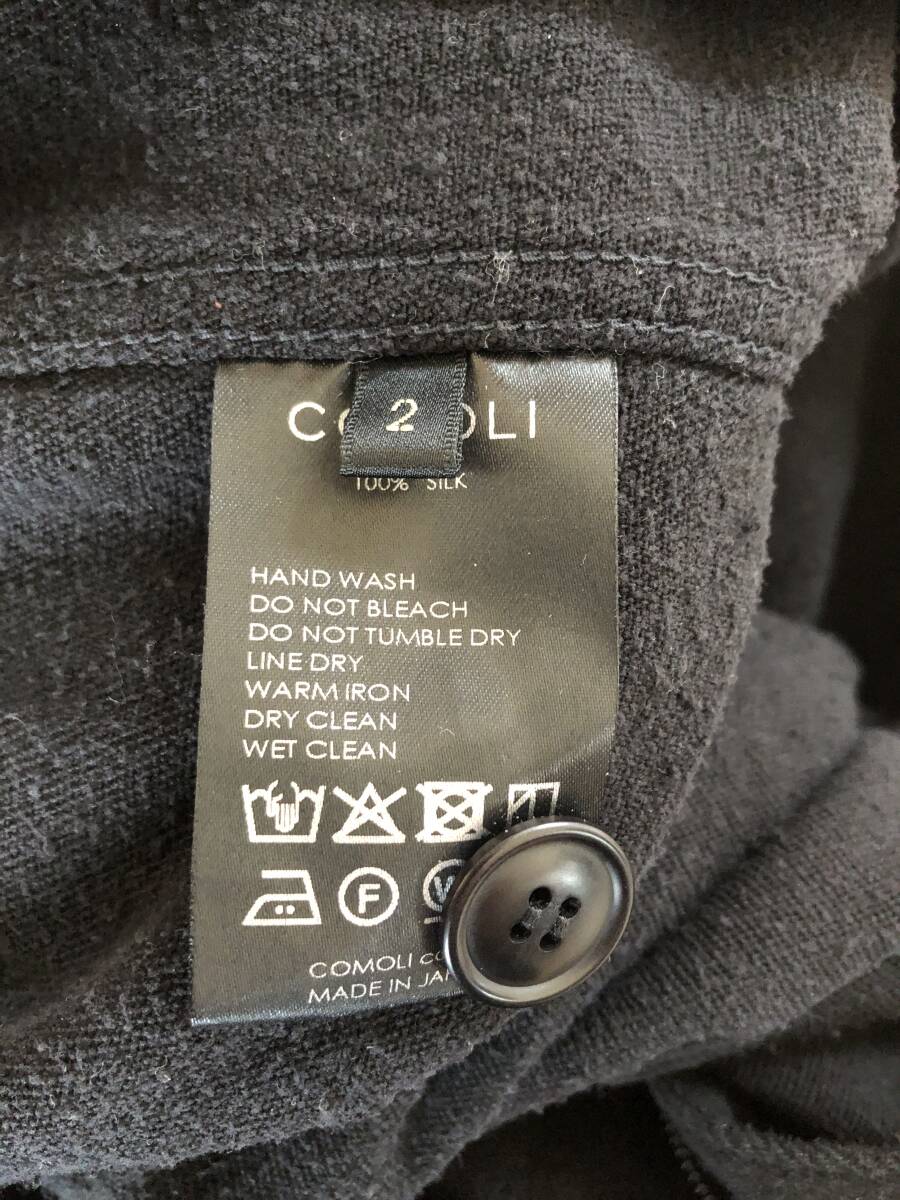 2
100% SILK
HAND WASH
DO NOT BLEACH
DO NOT TUMBLE DRY
LINE DRY
WARM IRON
DRY CLEAN
WET CLEAN
F
W
COMOLI
MADE IN